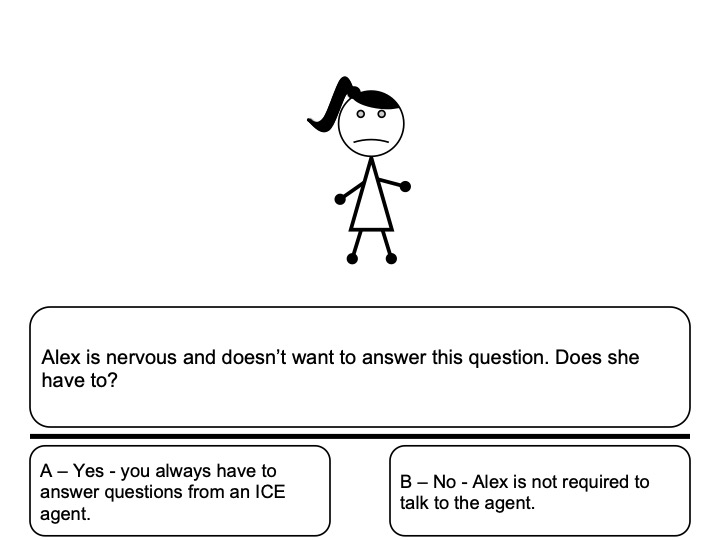 Alex is nervous and doesn’t want to answer this question. Does she
have to?
A – Yes - you always have to
answer questions from an ICE
agent.
B – No - Alex is not required to
talk to the agent.